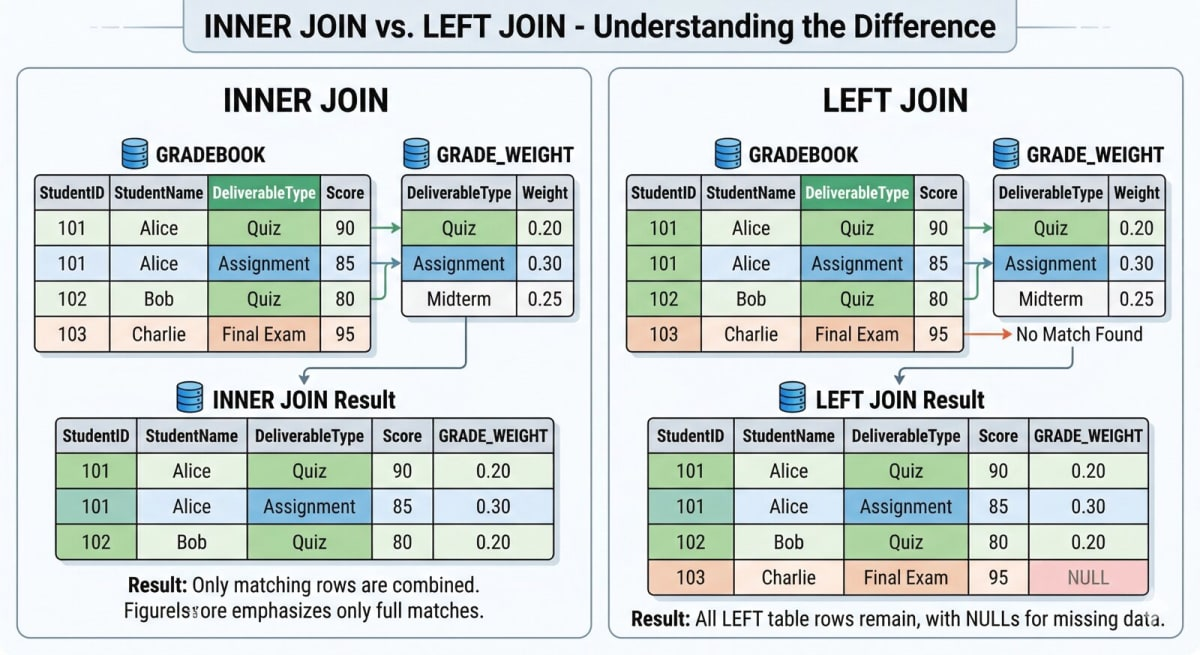 INNER JOIN vs. LEFT JOIN - Understanding the Difference
INNER JOIN
GRADEBOOK
GRADE_WEIGHT
StudentID StudentName DeliverableType Score
101 Alice Quiz 90
101 Alice Assignment 85
102 Bob Quiz 80
103 Charlie Final Exam 95
DeliverableType Weight
Quiz 0.20
Assignment 0.30
Midterm 0.25
INNER JOIN Result
StudentID StudentName DeliverableType Score GRADE_WEIGHT
101 Alice Quiz 90 0.20
101 Alice Assignment 85 0.30
102 Bob Quiz 80 0.20
Result: Only matching rows are combined.
emphasizes only full matches.
LEFT JOIN
GRADEBOOK
GRADE_WEIGHT
StudentID StudentName DeliverableType Score
101 Alice Quiz 90
101 Alice Assignment 85
102 Bob Quiz 80
103 Charlie Final Exam 95
DeliverableType Weight
Quiz 0.20
Assignment 0.30
Midterm 0.25
No Match Found
LEFT JOIN Result
StudentID StudentName DeliverableType Score GRADE_WEIGHT
101 Alice Quiz 90 0.20
101 Alice Assignment 85 0.30
102 Bob Quiz 80 0.20
103 Charlie Final Exam 95 NULL
Result: All LEFT table rows remain, with NULLs for missing data.